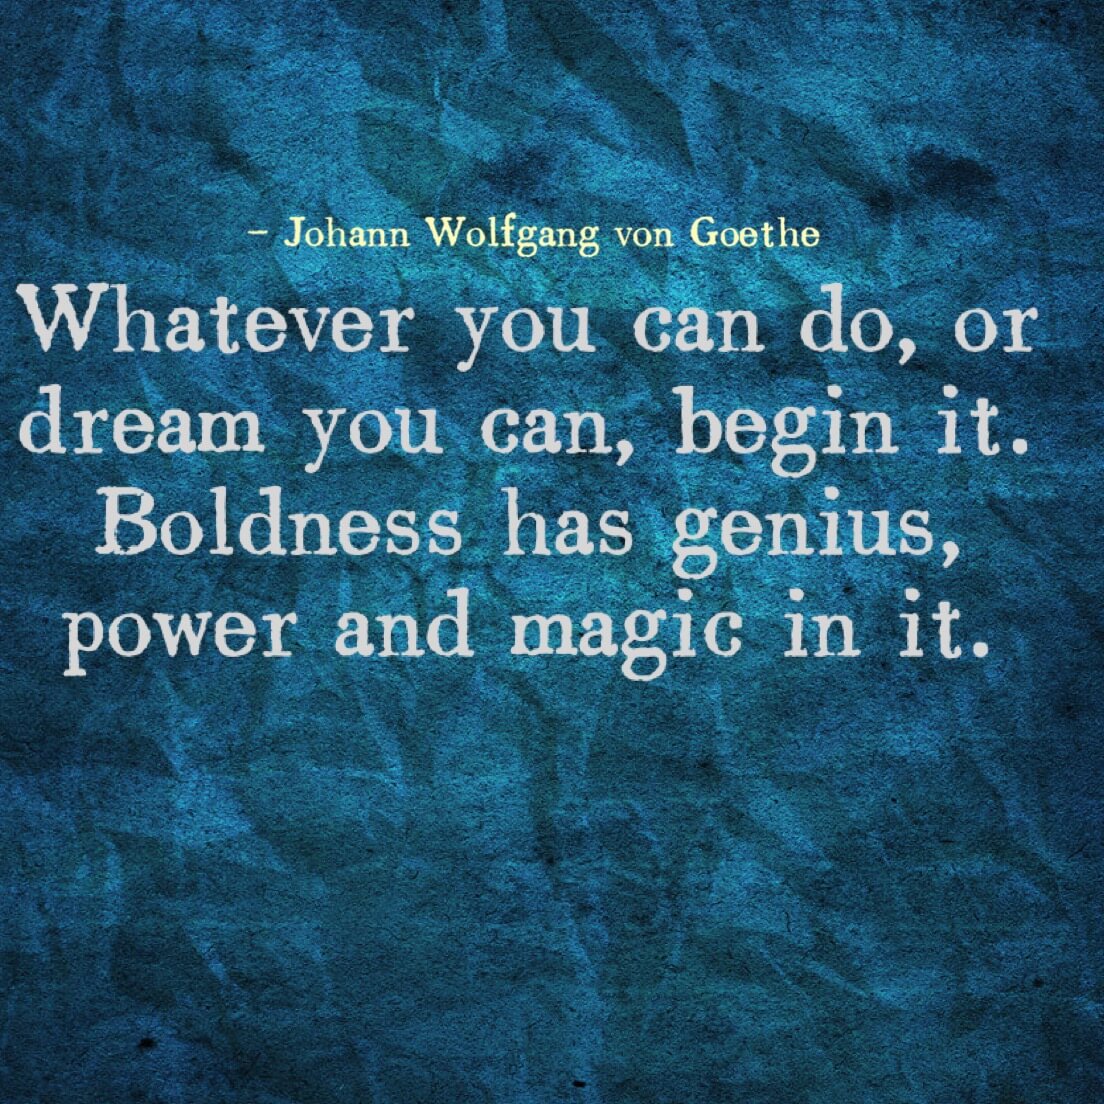 – Johann Wolfgang von Goethe
Whatever you can do, or
dream you can, begin it.
Boldness has genius,
power and magic in it.